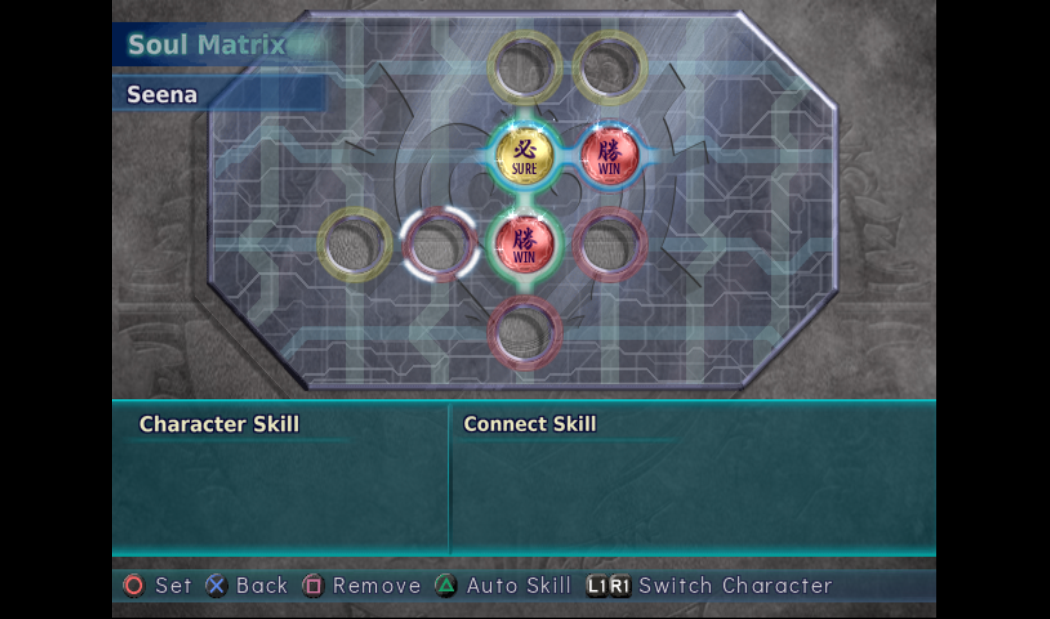 Soul Matrix
Seena
必 勝
SURE WIN
勝
WIN
Character Skill
Connect Skill
Set Back Remove Auto Skill L1 R1 Switch Character